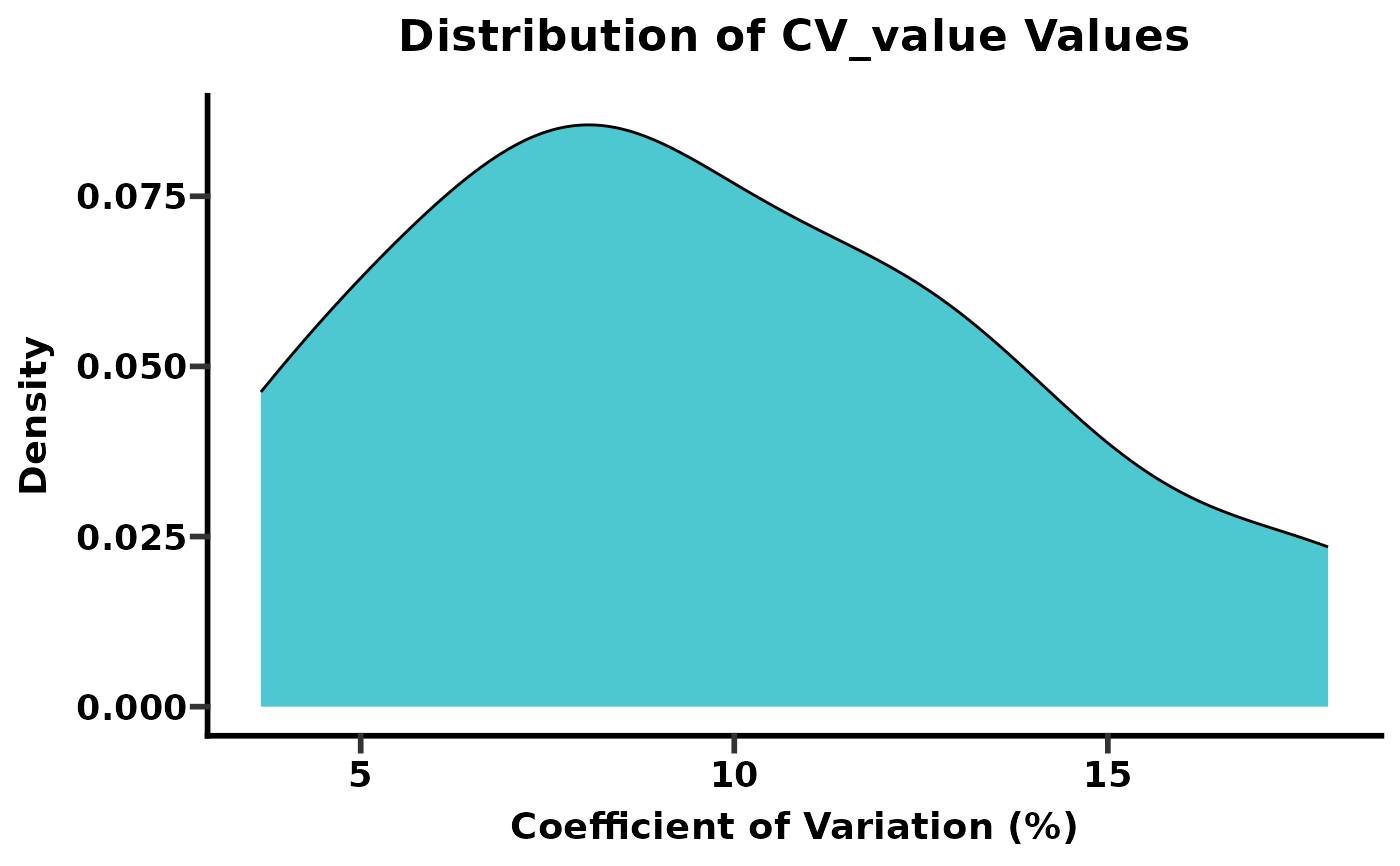 Distribution of CV_value Values
Density
0.075
0.050
0.025
0.000
5 10 15
Coefficient of Variation (%)